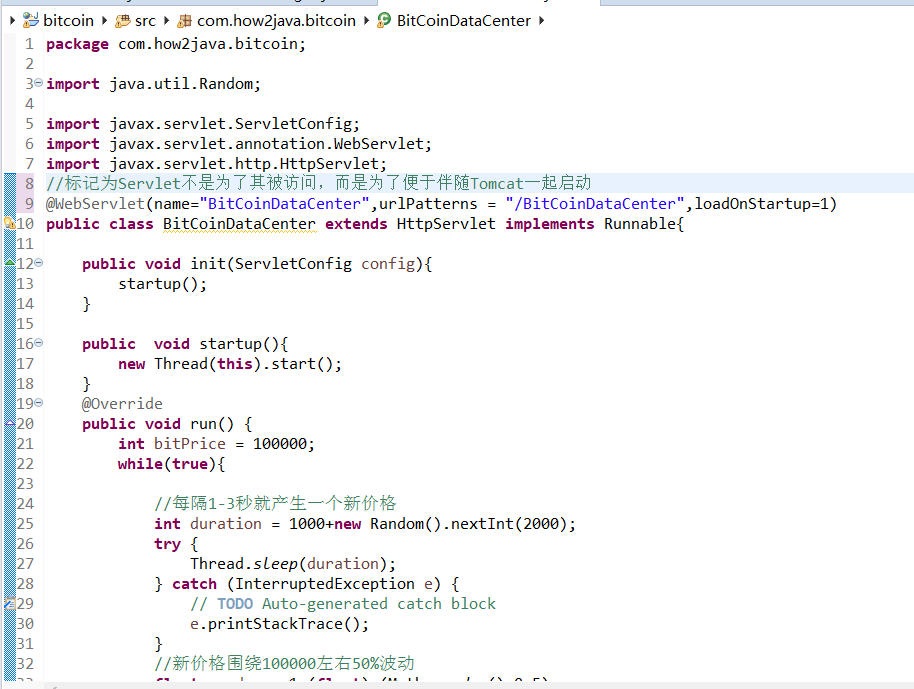 bitcoin src com.how2java.bitcoin BitCoinDataCenter
1 package com.how2java.bitcoin;
2
3 import java.util.Random;
4
5 import javax.servlet.ServletConfig;
6 import javax.servlet.annotation.WebServlet;
7 import javax.servlet.http.HttpServlet;
8 //标记为Servlet不是为了其被访问，而是为了便于伴随Tomcat一起启动
9 @WebServlet(name="BitCoinDataCenter",urlPatterns = "/BitCoinDataCenter",loadOnStartup=1)
10 public class BitCoinDataCenter extends HttpServlet implements Runnable{
11
12     public void init(ServletConfig config){
13         startup();
14     }
15
16     public  void startup(){
17         new Thread(this).start();
18     }
19     @Override
20     public void run() {
21         int bitPrice = 100000;
22         while(true){
23
24             //每隔1-3秒就产生一个新价格
25             int duration = 1000+new Random().nextInt(2000);
26             try {
27                 Thread.sleep(duration);
28             } catch (InterruptedException e) {
29                 // TODO Auto-generated catch block
30                 e.printStackTrace();
31             }
32             //新价格围绕100000左右50%波动